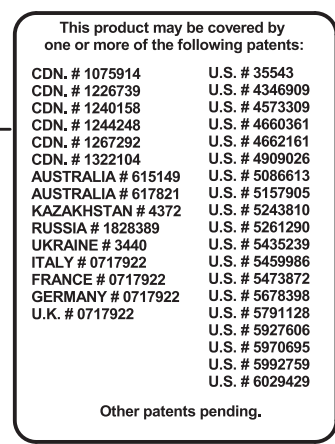 This product may be covered by
one or more of the following patents:
CDN. # 1075914
CDN. # 1226739
CDN. # 1240158
CDN. # 1244248
CDN. # 1267292
CDN. # 1322104
AUSTRALIA # 615149
AUSTRALIA # 617821
KAZAKHSTAN # 4372
RUSSIA # 1828389
UKRAINE # 3440
ITALY # 0717922
FRANCE # 0717922
GERMANY # 0717922
U.K. # 0717922
U.S. # 35543
U.S. # 4346909
U.S. # 4573309
U.S. # 4660361
U.S. # 4662161
U.S. # 4909026
U.S. # 5086613
U.S. # 5157905
U.S. # 5243810
U.S. # 5261290
U.S. # 5435239
U.S. # 5459986
U.S. # 5473872
U.S. # 5678398
U.S. # 5791128
U.S. # 5927606
U.S. # 5970695
U.S. # 5992759
U.S. # 6029429
Other patents pending.